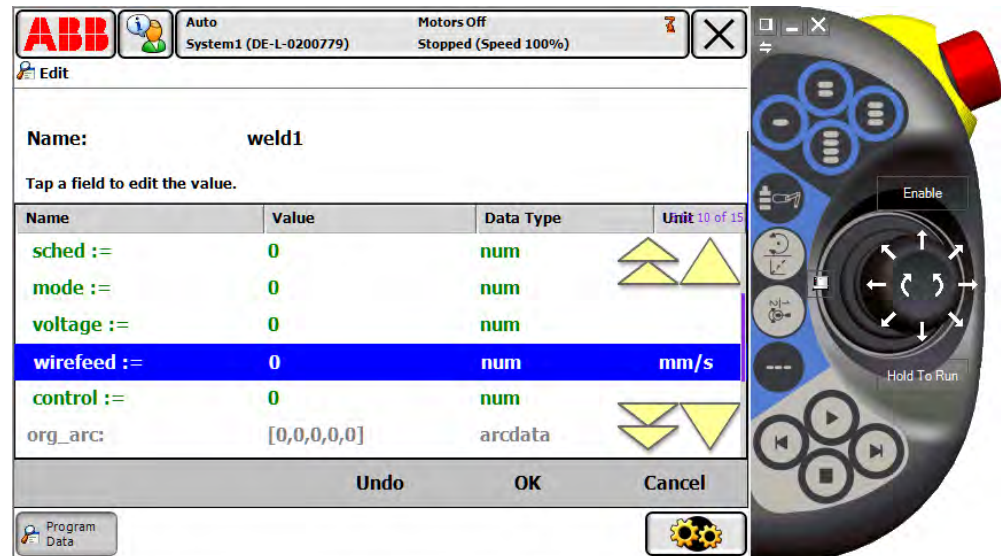 ABB
Auto
System1 (DE-L-0200779)
Motors Off
Stopped (Speed 100%)
Edit
Name: weld1
Tap a field to edit the value.
Name Value Data Type Unit 10 of 15
sched := 0 num
mode := 0 num
voltage := 0 num
wirefeed := 0 num mm/s
control := 0 num
org_arc: [0,0,0,0,0] arcdata
Undo OK Cancel
Program
Data
Enable
Hold To Run